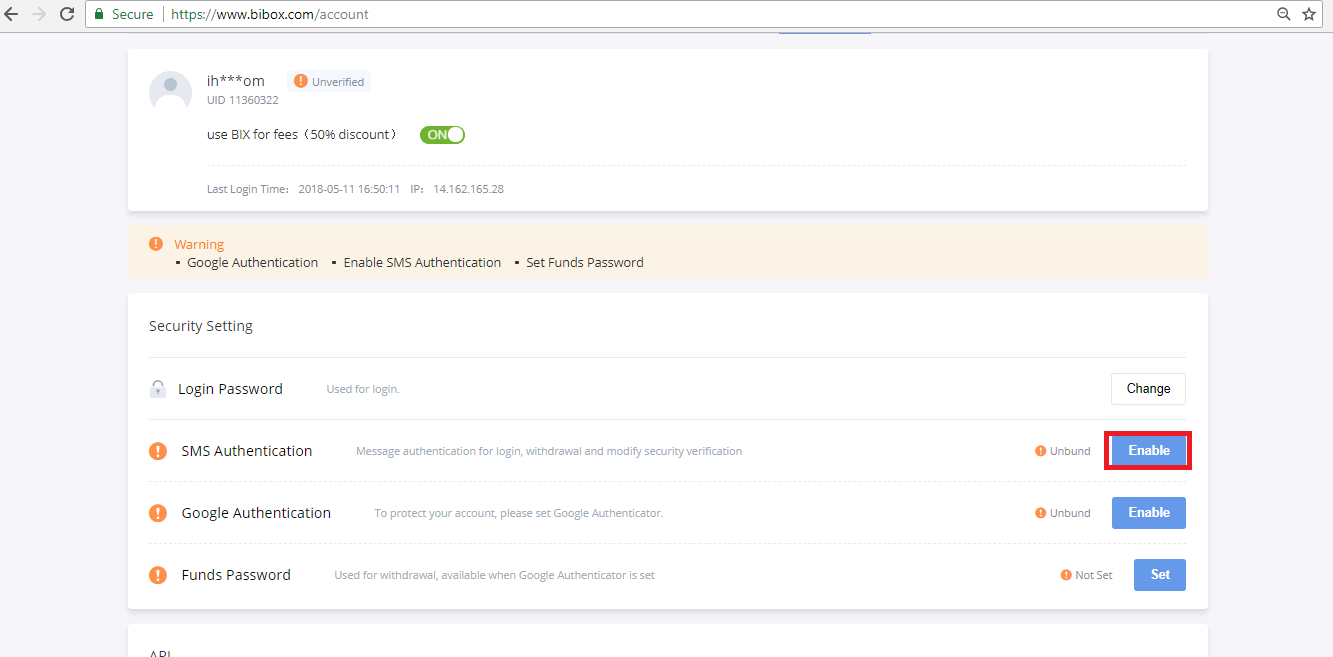 Secure https://www.bibox.com/account
ih***om Unverified
UID 11360322
use BIX for fees（50% discount） ON
Last Login Time： 2018-05-11 16:50:11 IP： 14.162.165.28
Warning
• Google Authentication • Enable SMS Authentication • Set Funds Password
Security Setting
Login Password Used for login. Change
SMS Authentication Message authentication for login, withdrawal and modify security verification Unbund Enable
Google Authentication To protect your account, please set Google Authenticator. Unbund Enable
Funds Password Used for withdrawal, available when Google Authenticator is set Not Set Set
API